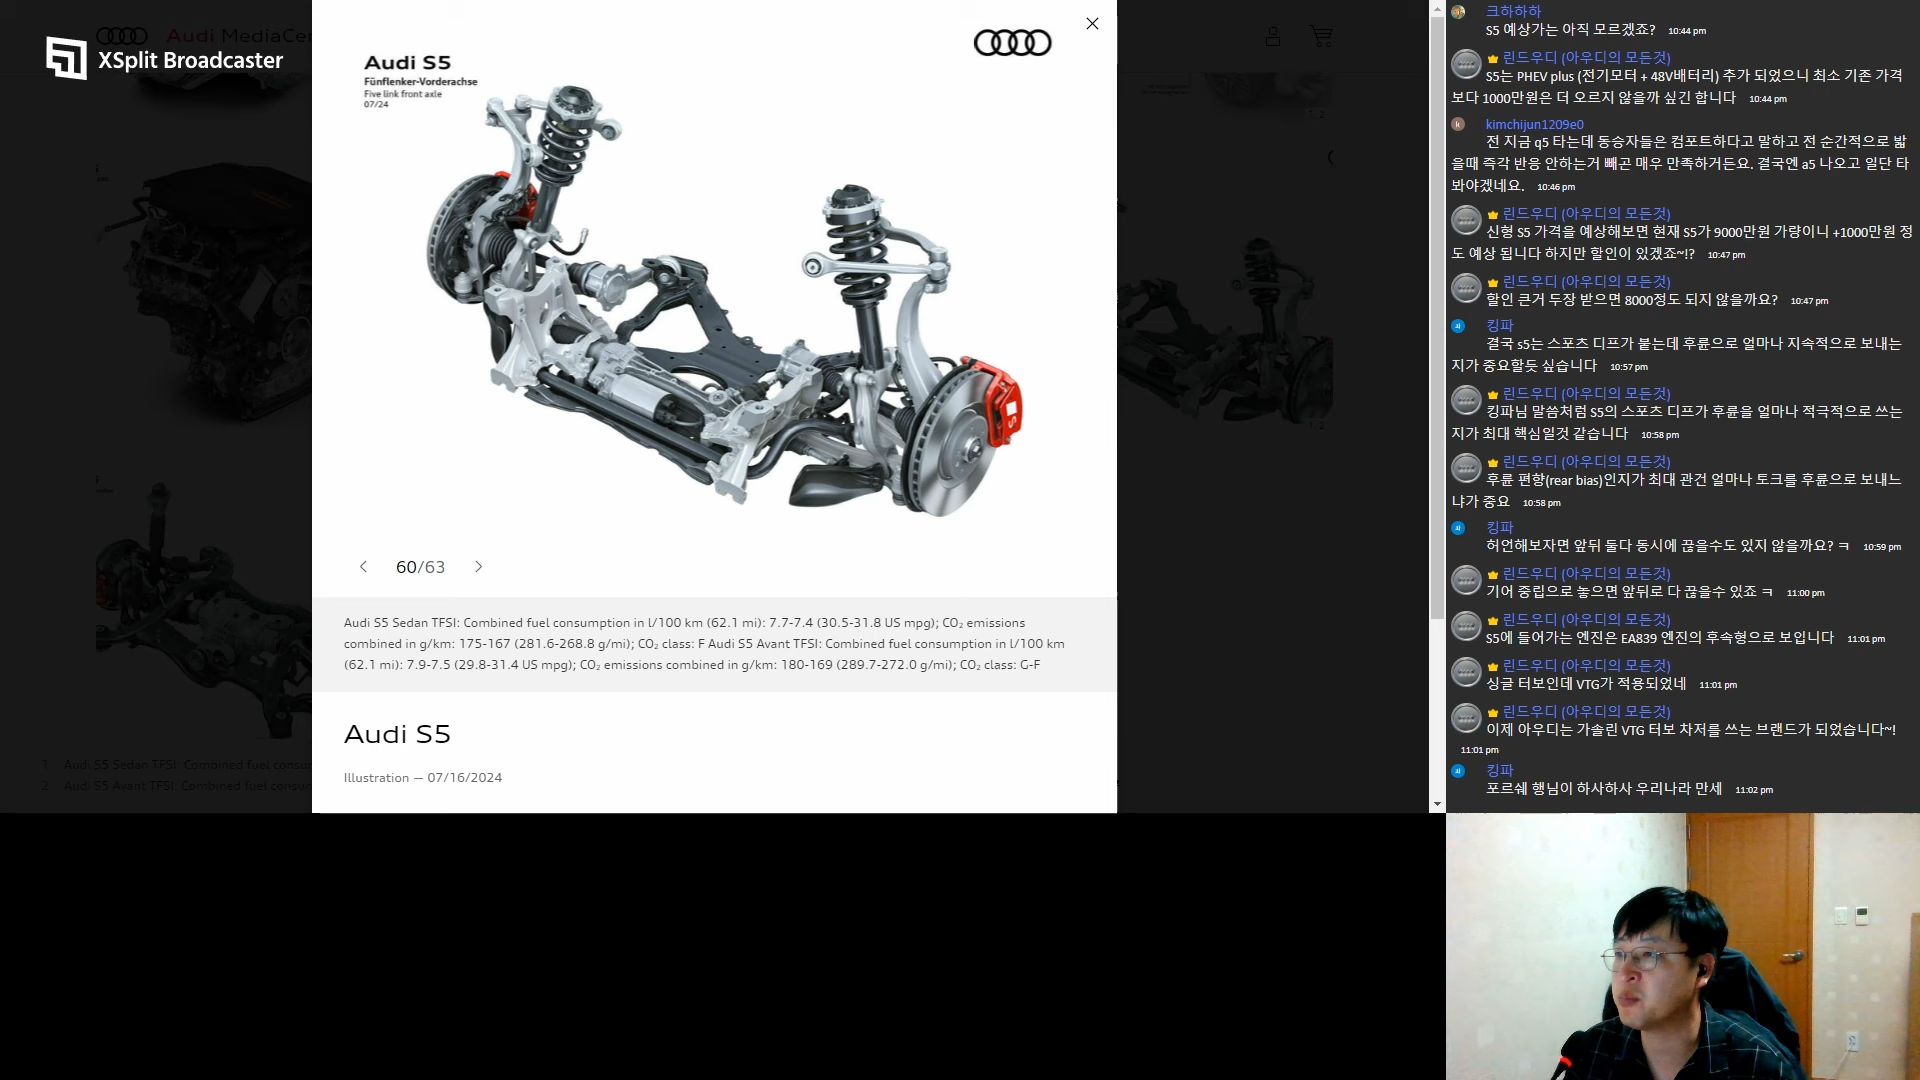 Audi MediaCen
XSplit Broadcaster
Audi S5
Fünflenker-Vorderachse
Five link front axle
07/24
60/63
Audi S5 Sedan TFSI: Combined fuel consumption in l/100 km (62.1 mi): 7.7-7.4 (30.5-31.8 US mpg); CO₂ emissions
combined in g/km: 175-167 (281.6-268.8 g/mi); CO₂ class: F Audi S5 Avant TFSI: Combined fuel consumption in l/100 km
(62.1 mi): 7.9-7.5 (29.8-31.4 US mpg); CO₂ emissions combined in g/km: 180-169 (289.7-272.0 g/mi); CO₂ class: G-F
Audi S5
Illustration — 07/16/2024
1 Audi S5 Sedan TFSI: Combined fuel consu
2 Audi S5 Avant TFSI: Combined fuel consu
크하하하
S5 예상가는 아직 모르겠죠? 10:44 pm
린드우디 (아우디의 모든것)
S5는 PHEV plus (전기모터 + 48V배터리) 추가 되었으니 최소 기존 가격
보다 1000만원은 더 오르지 않을까 싶긴 합니다 10:44 pm
kimchijun1209e0
전 지금 q5 타는데 동승자들은 컴포트하다고 말하고 전 순간적으로 밟
을때 즉각 반응 안하는거 빼곤 매우 만족하거든요. 결국엔 a5 나오고 일단 타
봐야겠네요. 10:46 pm
린드우디 (아우디의 모든것)
신형 S5 가격을 예상해보면 현재 S5가 9000만원 가량이니 +1000만원 정
도 예상 됩니다 하지만 할인이 있겠죠~!? 10:47 pm
린드우디 (아우디의 모든것)
할인 큰거 두장 받으면 8000정도 되지 않을까요? 10:47 pm
킹파
결국 s5는 스포츠 디프가 붙는데 후륜으로 얼마나 지속적으로 보내는
지가 중요할듯 싶습니다 10:57 pm
린드우디 (아우디의 모든것)
킹파님 말씀처럼 S5의 스포츠 디프가 후륜을 얼마나 적극적으로 쓰는
지가 최대 핵심일것 같습니다 10:58 pm
린드우디 (아우디의 모든것)
후륜 편향(rear bias)인지가 최대 관건 얼마나 토크를 후륜으로 보내느
냐가 중요 10:58 pm
킹파
허언해보자면 앞뒤 둘다 동시에 끊을수도 있지 않을까요? ㅋ 10:59 pm
린드우디 (아우디의 모든것)
기어 중립으로 놓으면 앞뒤로 다 끊을수 있죠 ㅋ 11:00 pm
린드우디 (아우디의 모든것)
S5에 들어가는 엔진은 EA839 엔진의 후속형으로 보입니다 11:01 pm
린드우디 (아우디의 모든것)
싱글 터보인데 VTG가 적용되었네 11:01 pm
린드우디 (아우디의 모든것)
이제 아우디는 가솔린 VTG 터보 차저를 쓰는 브랜드가 되었습니다~!
11:01 pm
킹파
포르쉐 행님이 하사하사 우리나라 만세 11:02 pm